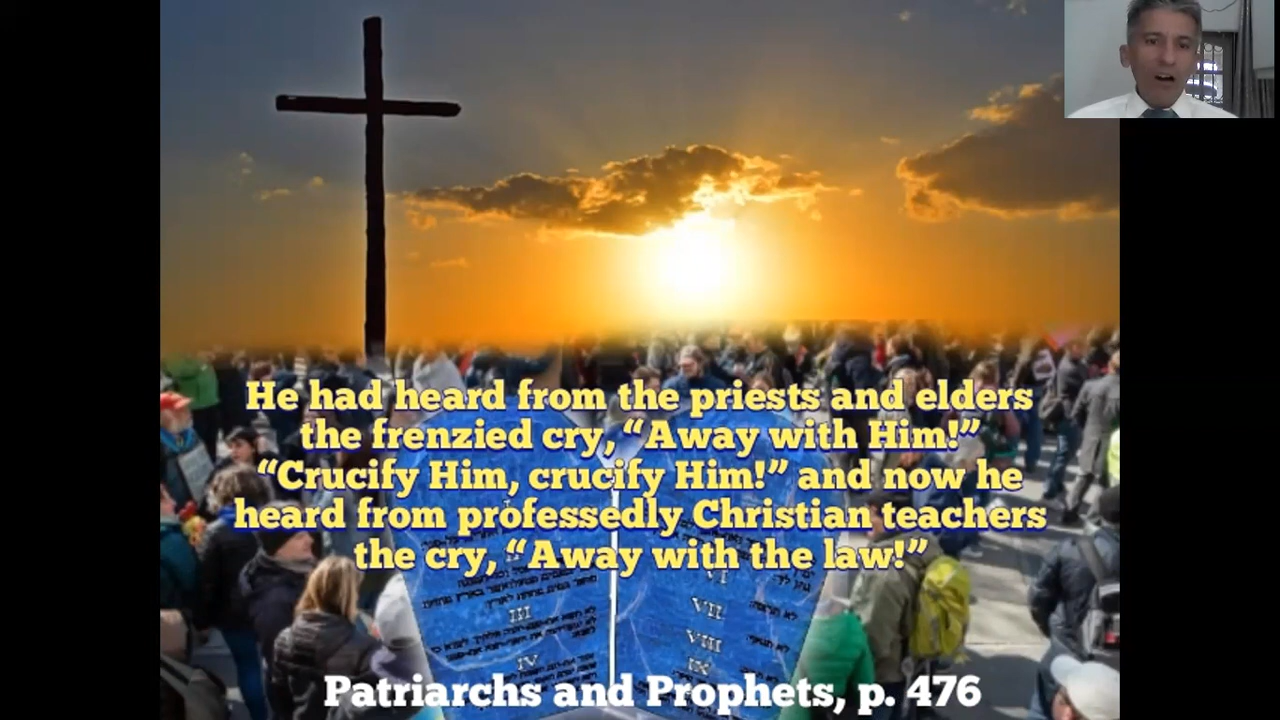 He had heard from the priests and elders
the frenzied cry, “Away with Him!”
“Crucify Him, crucify Him!” and now he
heard from professedly Christian teachers
the cry, “Away with the law!”
VI
III
VII
VIII
IV
IX
Patriarchs and Prophets, p. 476